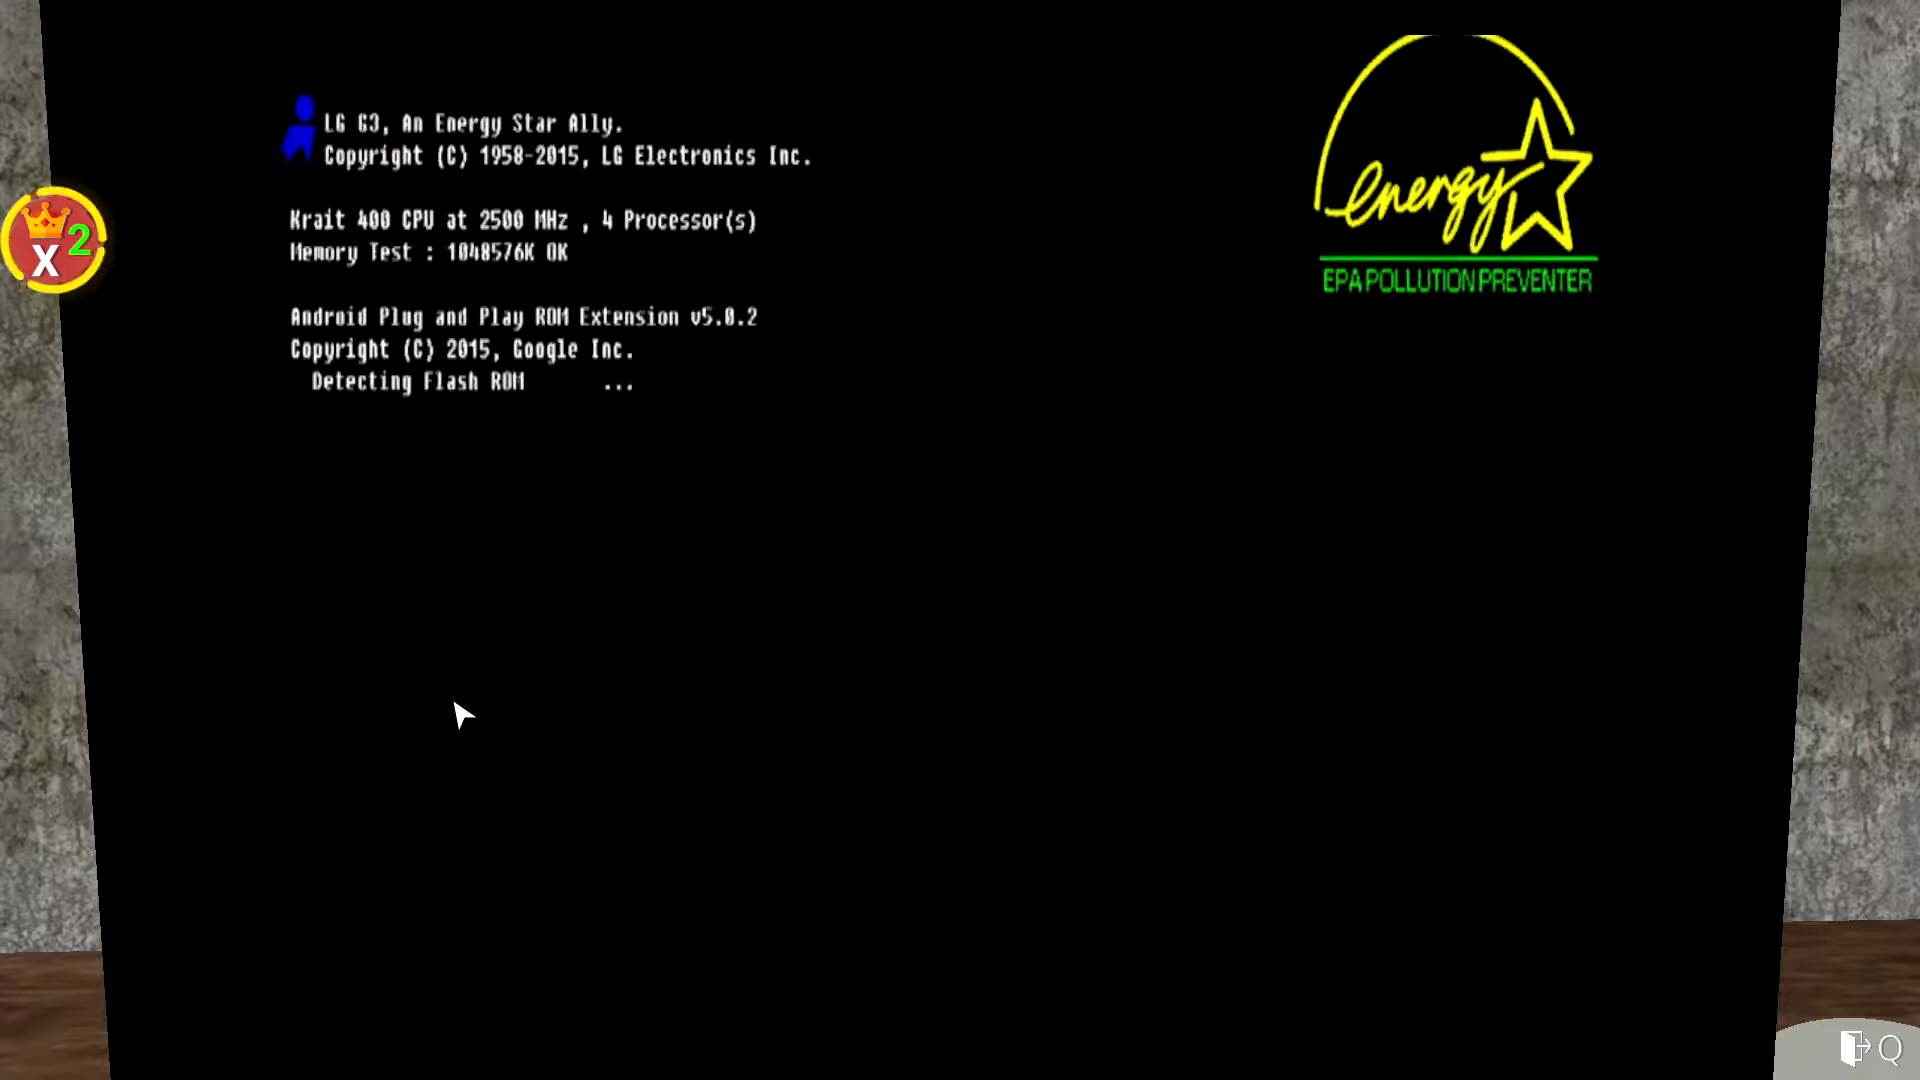 LG G3, An Energy Star Ally.
Copyright (C) 1958-2015, LG Electronics Inc.
Krait 400 CPU at 2500 MHz , 4 Processor(s)
Memory Test : 1048576K OK
Android Plug and Play ROM Extension v5.0.2
Copyright (C) 2015, Google Inc.
Detecting Flash ROM ...
energy
EPA POLLUTION PREVENTER
X 2
Q